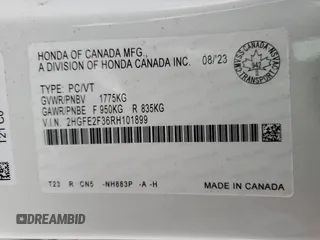 HONDA OF CANADA MFG.,
A DIVISION OF HONDA CANADA INC. 08/23
TYPE: PC/VT
GVWR/PNBV 1775KG
GAWR/PNBE F 950KG R 835KG
V.I.N. 2HGFE2F36RH101899
T23 R CN5 -NH883P -A -H
MADE IN CANADA
DREAMBID